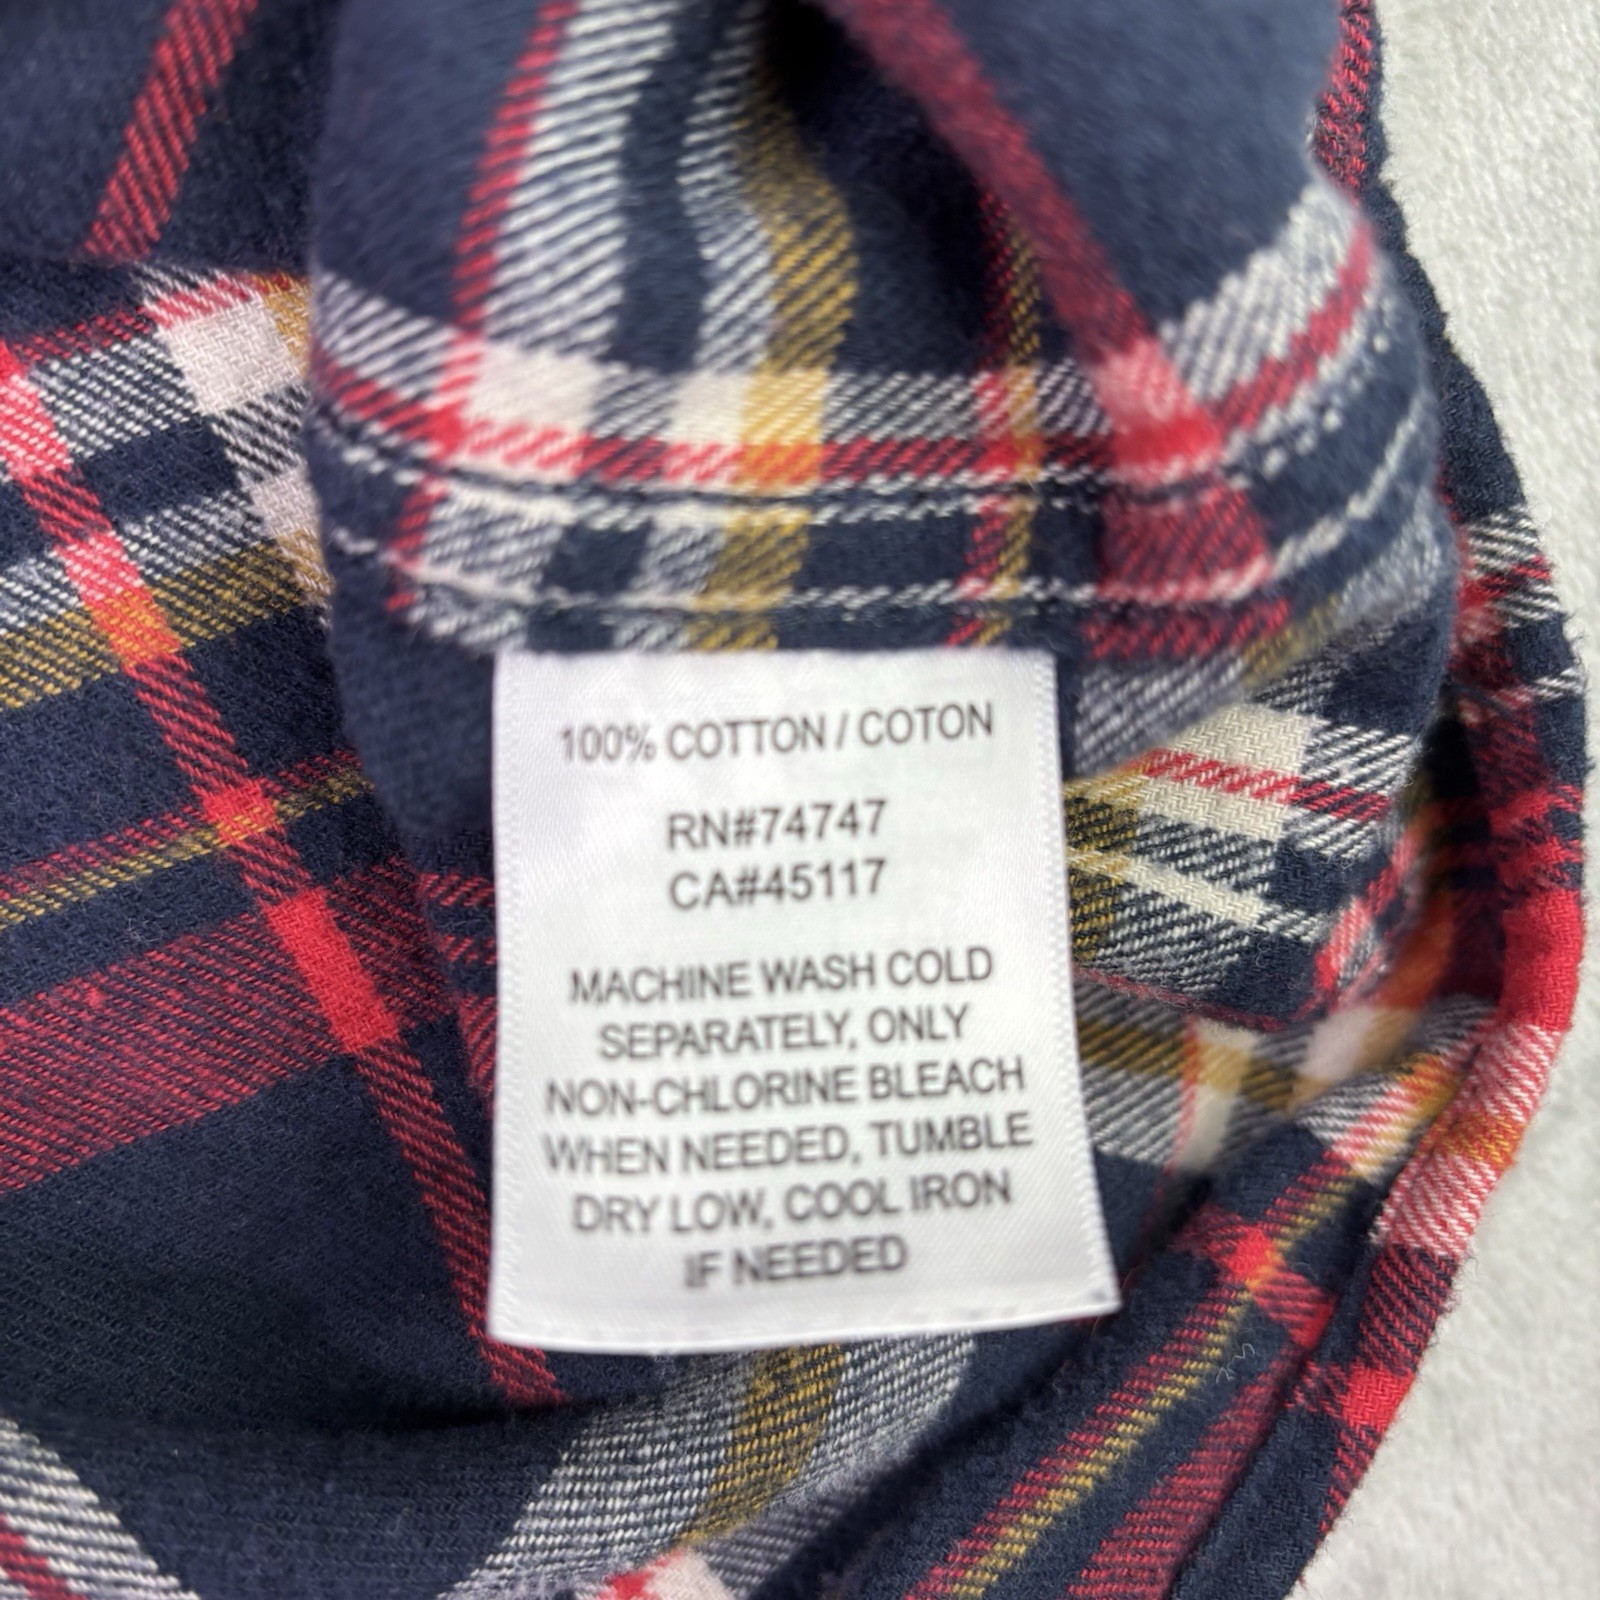 100% COTTON / COTON
RN#74747
CA#45117
MACHINE WASH COLD
SEPARATELY, ONLY
NON-CHLORINE BLEACH
WHEN NEEDED, TUMBLE
DRY LOW, COOL IRON
IF NEEDED